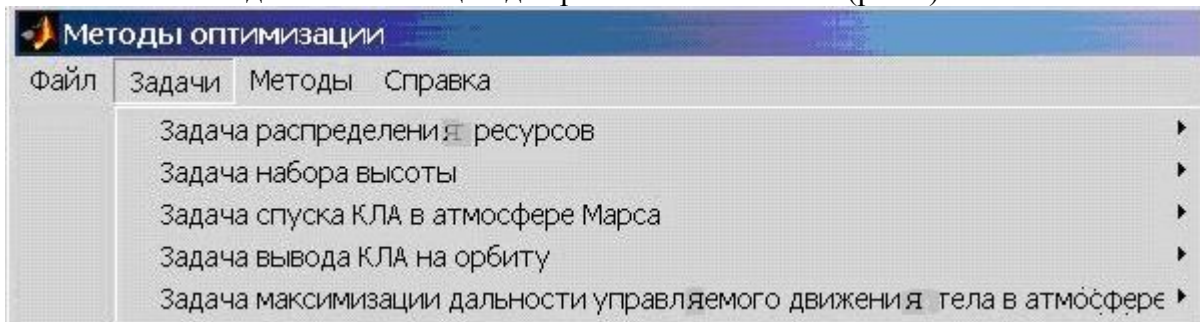 Методы оптимизации
Файл Задачи Методы Справка
Задача распределения ресурсов
Задача набора высоты
Задача спуска КЛА в атмосфере Марса
Задача вывода КЛА на орбиту
Задача максимизации дальности управляемого движения тела в атмосфере